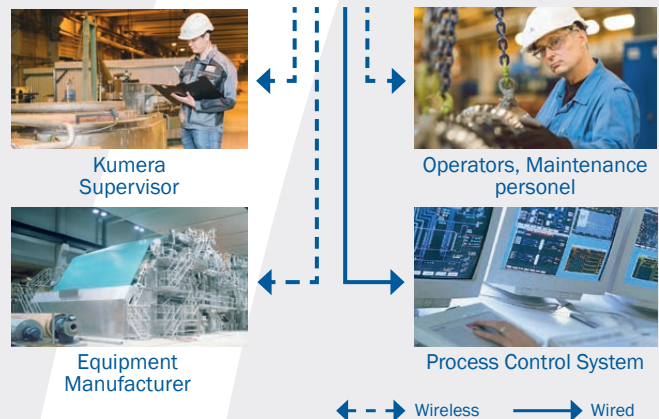 Kumera
Supervisor
Operators, Maintenance
personel
Equipment
Manufacturer
Process Control System
Wireless
Wired